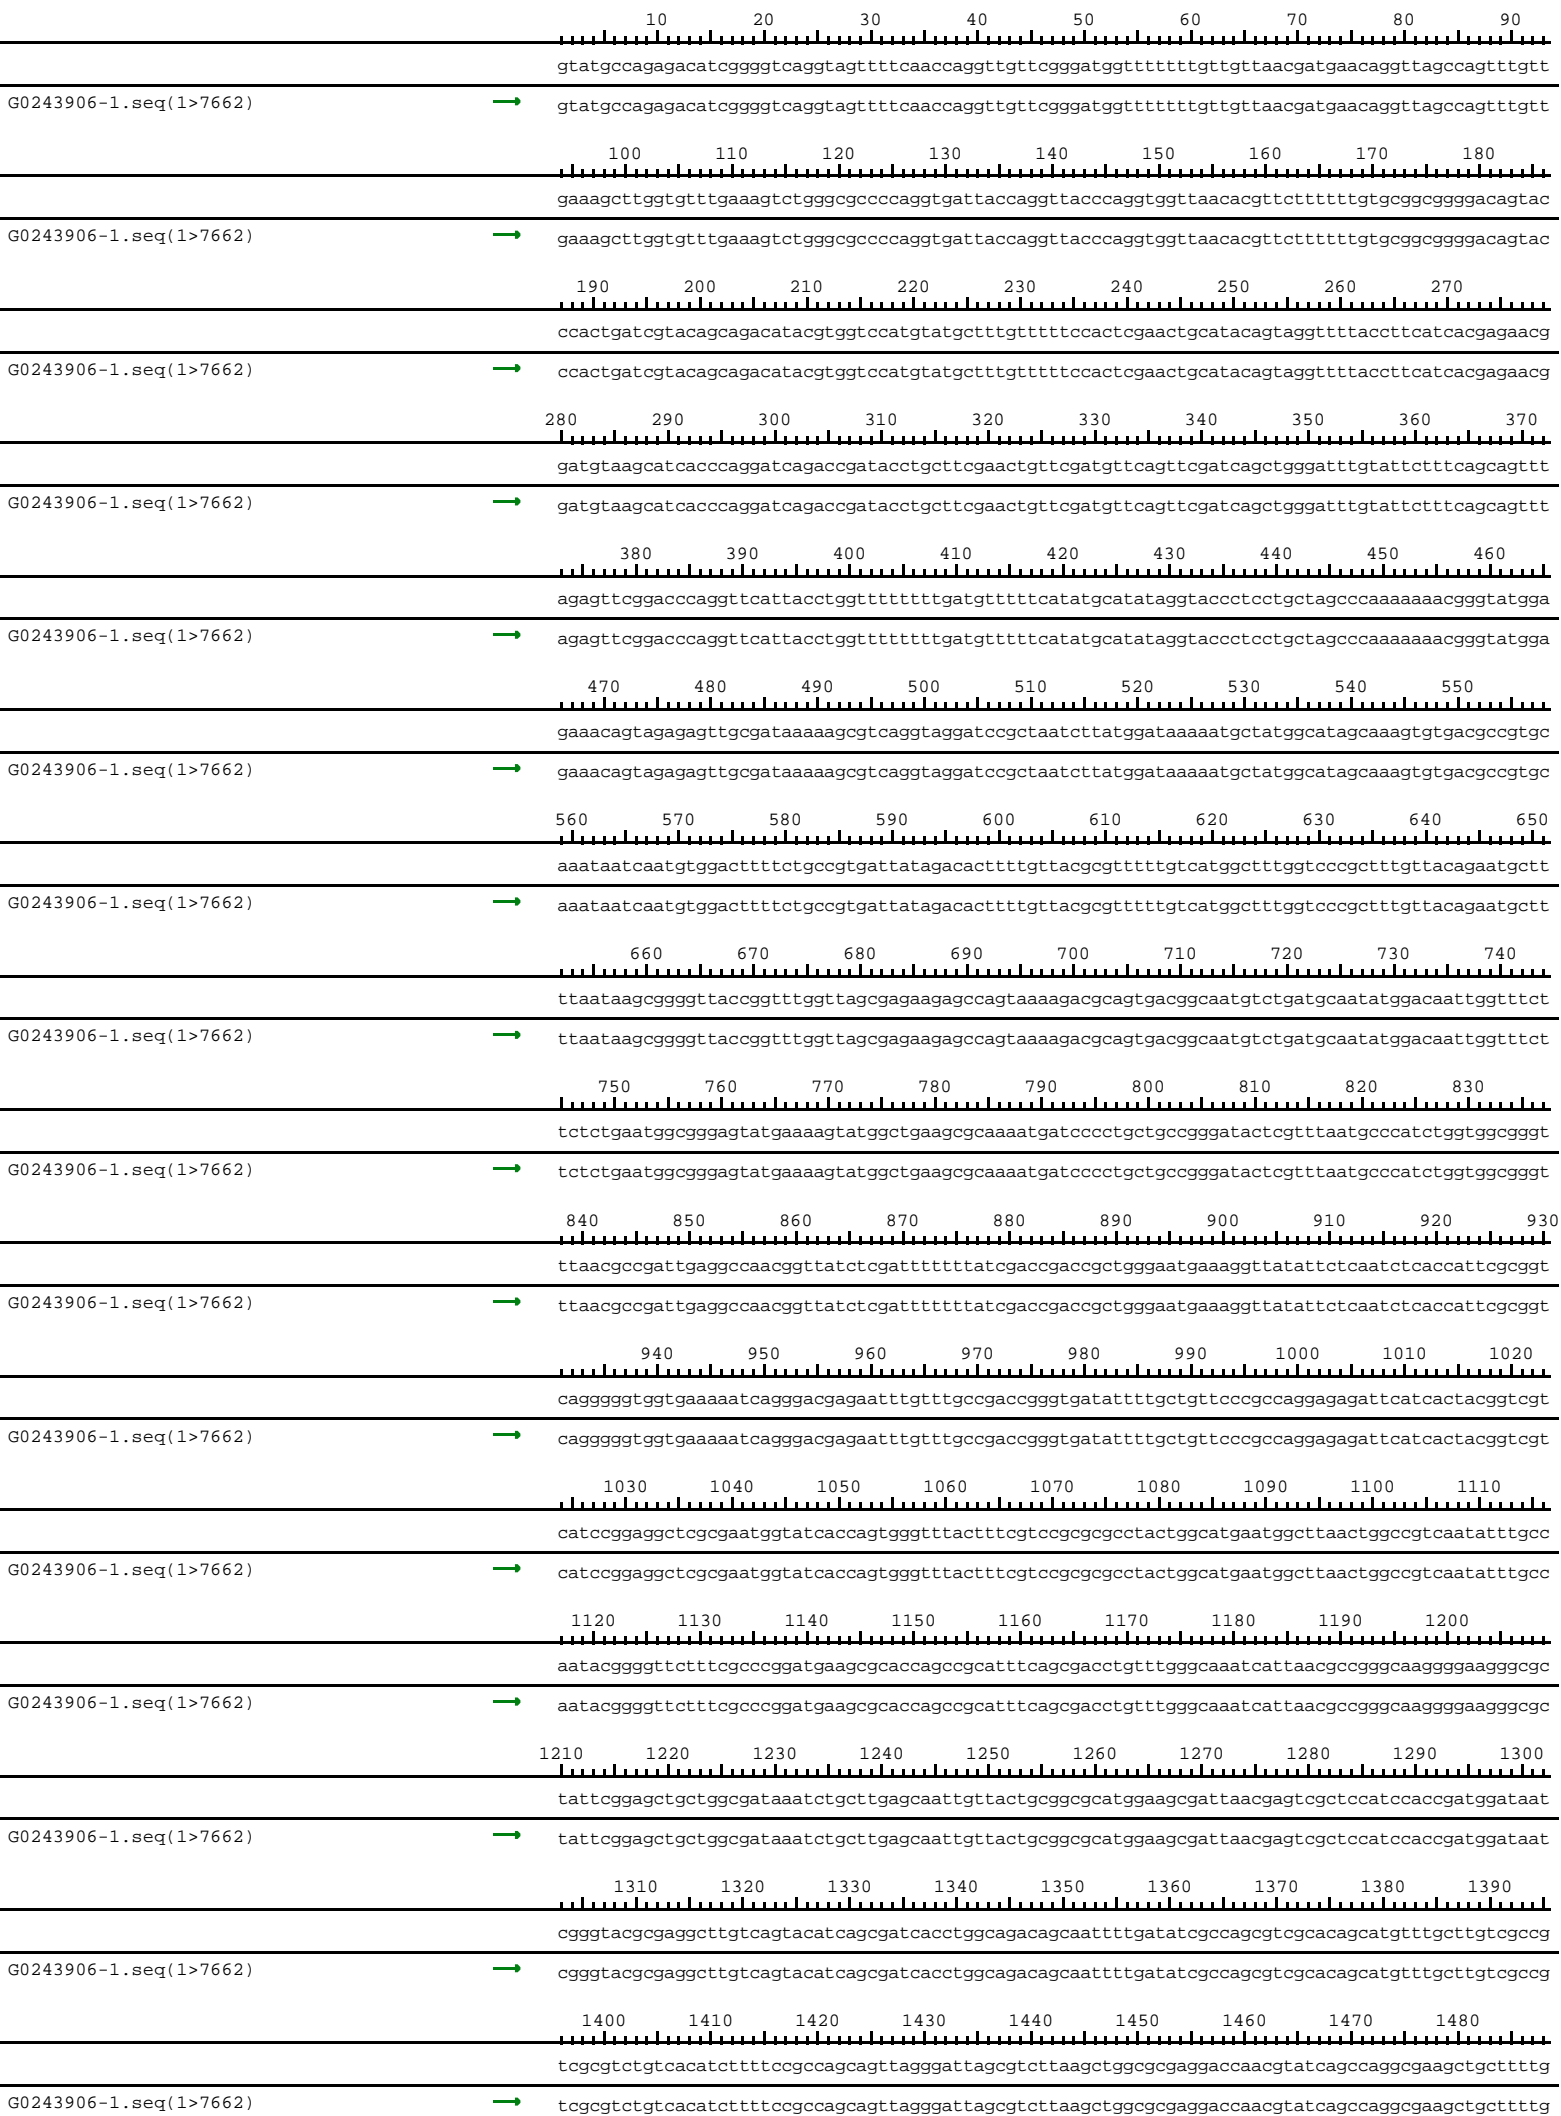 10 20 30 40 50 60 70 80 90
gtatgccagagacatcggggtcaggtagttttcaaccaggttgttcgggatggtttttttgttgttaacgatgaacaggttagccagtttgtt
G0243906-1.seq(1>7662) gtatgccagagacatcggggtcaggtagttttcaaccaggttgttcgggatggtttttttgttgttaacgatgaacaggttagccagtttgtt
100 110 120 130 140 150 160 170 180
gaaagcttggtgtttgaaagtctgggcgccccaggtgattaccaggttacccaggtggttaacacgttcttttttgtgcggcggggacagtac
G0243906-1.seq(1>7662) gaaagcttggtgtttgaaagtctgggcgccccaggtgattaccaggttacccaggtggttaacacgttcttttttgtgcggcggggacagtac
190 200 210 220 230 240 250 260 270
ccactgatcgtacagcagacatacgtggtccatgtatgctttgtttttccactcgaactgcatacagtaggttttaccttcatcacgagaacg
G0243906-1.seq(1>7662) ccactgatcgtacagcagacatacgtggtccatgtatgctttgtttttccactcgaactgcatacagtaggttttaccttcatcacgagaacg
280 290 300 310 320 330 340 350 360 370
gatgtaagcatcacccaggatcagaccgatacctgcttcgaactgttcgatgttcagttcgatcagctgggatttgtattctttcagcagttt
G0243906-1.seq(1>7662) gatgtaagcatcacccaggatcagaccgatacctgcttcgaactgttcgatgttcagttcgatcagctgggatttgtattctttcagcagttt
380 390 400 410 420 430 440 450 460
agagttcggacccaggttcattacctggtttttttttgatgtttttcatatgcatataggtaccctcctgctagcccaaaaaaacgggtatgga
G0243906-1.seq(1>7662) agagttcggacccaggttcattacctggtttttttttgatgtttttcatatgcatataggtaccctcctgctagcccaaaaaaacgggtatgga
470 480 490 500 510 520 530 540 550
gaaacagtagagagttgcgataaaaagcgtcaggtaggatccgctaatcttatggataaaaatgctatggcatagcaaagtgtgacgccgtgc
G0243906-1.seq(1>7662) gaaacagtagagagttgcgataaaaagcgtcaggtaggatccgctaatcttatggataaaaatgctatggcatagcaaagtgtgacgccgtgc
560 570 580 590 600 610 620 630 640 650
aaataatcaatgtggacttttctgccgtgattatagacacttttgttacgcgtttttgtcatggctttggtcccgctttgttacagaatgctt
G0243906-1.seq(1>7662) aaataatcaatgtggacttttctgccgtgattatagacacttttgttacgcgtttttgtcatggctttggtcccgctttgttacagaatgctt
660 670 680 690 700 710 720 730 740
ttaataagcggggttaccggtttggttagcgagaagagccagtaaaagacgcagtgacggcaatgtctgatgcaatatggacaattggtttct
G0243906-1.seq(1>7662) ttaataagcggggttaccggtttggttagcgagaagagccagtaaaagacgcagtgacggcaatgtctgatgcaatatggacaattggtttct
750 760 770 780 790 800 810 820 830
tctctgaatggcgggagtatgaaaagtatggctgaagcgcaaaatgatcccctgctgccgggatactcgtttaatgcccatctggtggcgggt
G0243906-1.seq(1>7662) tctctgaatggcgggagtatgaaaagtatggctgaagcgcaaaatgatcccctgctgccgggatactcgtttaatgcccatctggtggcgggt
840 850 860 870 880 890 900 910 920 930
ttaacgccgattgaggccaacggttatctcgatttttttatcgaccgaccgctgggaatgaaaggttatattctcaatctcaccattcgcggt
G0243906-1.seq(1>7662) ttaacgccgattgaggccaacggttatctcgatttttttatcgaccgaccgctgggaatgaaaggttatattctcaatctcaccattcgcggt
940 950 960 970 980 990 1000 1010 1020
cagggggtggtgaaaaatcagggacgagaatttgtttgccgaccgggtgatattttgctgttcccgccaggagagattcatcactacggtcgt
G0243906-1.seq(1>7662) cagggggtggtgaaaaatcagggacgagaatttgtttgccgaccgggtgatattttgctgttcccgccaggagagattcatcactacggtcgt
1030 1040 1050 1060 1070 1080 1090 1100 1110
catccggaggctcgcgaatggtatcaccagtgggtttactttcgtccgcgcgcctactggcatgaatggcttaactggccgtcaatatttgcc
G0243906-1.seq(1>7662) catccggaggctcgcgaatggtatcaccagtgggtttactttcgtccgcgcgcctactggcatgaatggcttaactggccgtcaatatttgcc
1120 1130 1140 1150 1160 1170 1180 1190 1200
aatacggggttctttcgcccggatgaagcgcaccagccgcatttcagcgacctgtttgggcaaatcattaacgccgggcaaggggaagggcgc
G0243906-1.seq(1>7662) aatacggggttctttcgcccggatgaagcgcaccagccgcatttcagcgacctgtttgggcaaatcattaacgccgggcaaggggaagggcgc
1210 1220 1230 1240 1250 1260 1270 1280 1290 1300
tattcggagctgctggcgataaatctgcttgagcaattgttactgcggcgcatggaagcgattaacgagtcgctccatccaccgatggataat
G0243906-1.seq(1>7662) tattcggagctgctggcgataaatctgcttgagcaattgttactgcggcgcatggaagcgattaacgagtcgctccatccaccgatggataat
1310 1320 1330 1340 1350 1360 1370 1380 1390
cgggtacgcgaggcttgtcagtacatcagcgatcacctggcagacagcaattttgatatcgccagcgtcgcacagcatgtttgcttgtcgccg
G0243906-1.seq(1>7662) cgggtacgcgaggcttgtcagtacatcagcgatcacctggcagacagcaattttgatatcgccagcgtcgcacagcatgtttgcttgtcgccg
1400 1410 1420 1430 1440 1450 1460 1470 1480
tcgcgtctgtcacatcttttccgccagcagttagggattagcgtcttaagctggcgcgaggaccaacgtatcagccaggcgaagctgcttttg
G0243906-1.seq(1>7662) tcgcgtctgtcacatcttttccgccagcagttagggattagcgtcttaagctggcgcgaggaccaacgtatcagccaggcgaagctgcttttg